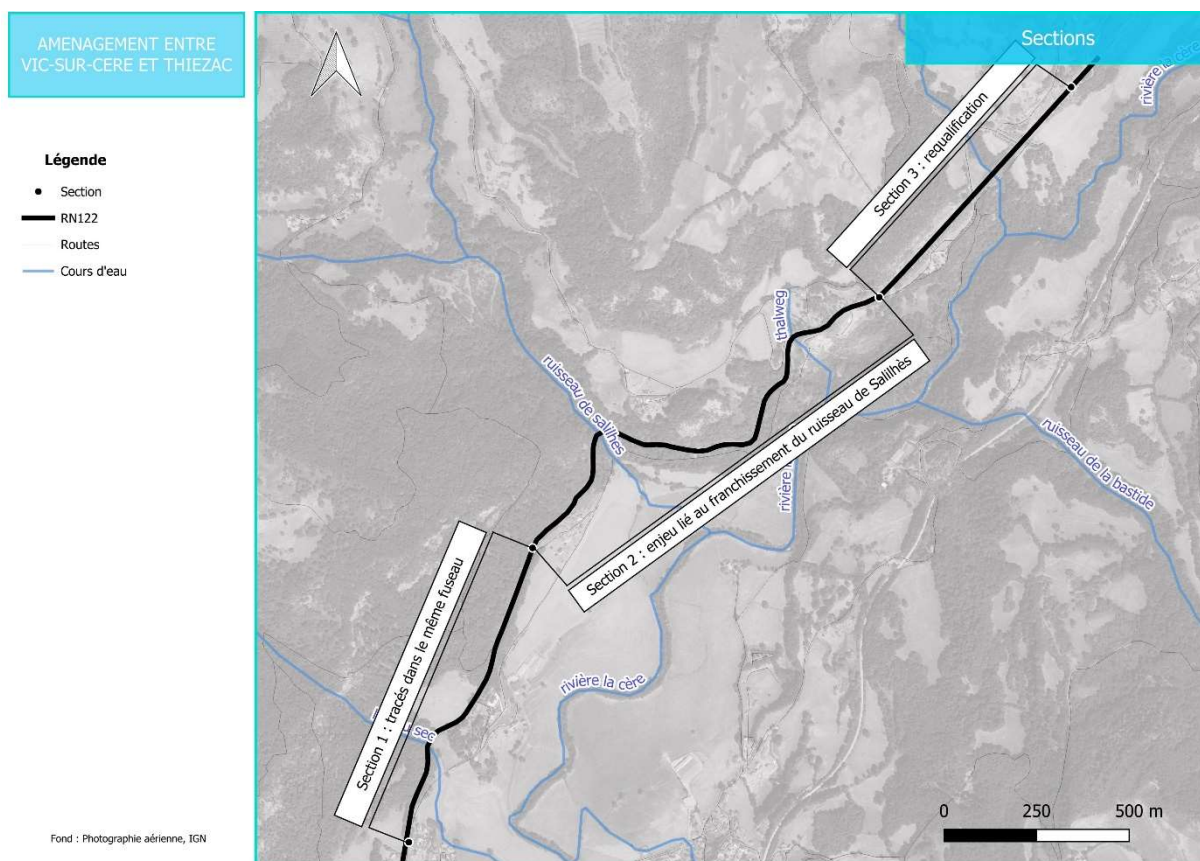 AMENAGEMENT ENTRE
VIC-SUR-CERE ET THIEZAC
Légende
Section
RN122
Routes
Cours d'eau
Fond : Photographie aérienne, IGN
Sections
rivière la cère
Section 3 : requalification
thalweg
ruisseau de salilhes
Section 2 : enjeu lié au franchissement du ruisseau de Salilhès
rivière
ruisseau de la bastide
Section 1 : tracés dans le même fuseau
sec
rivière la cère
0 250 500 m